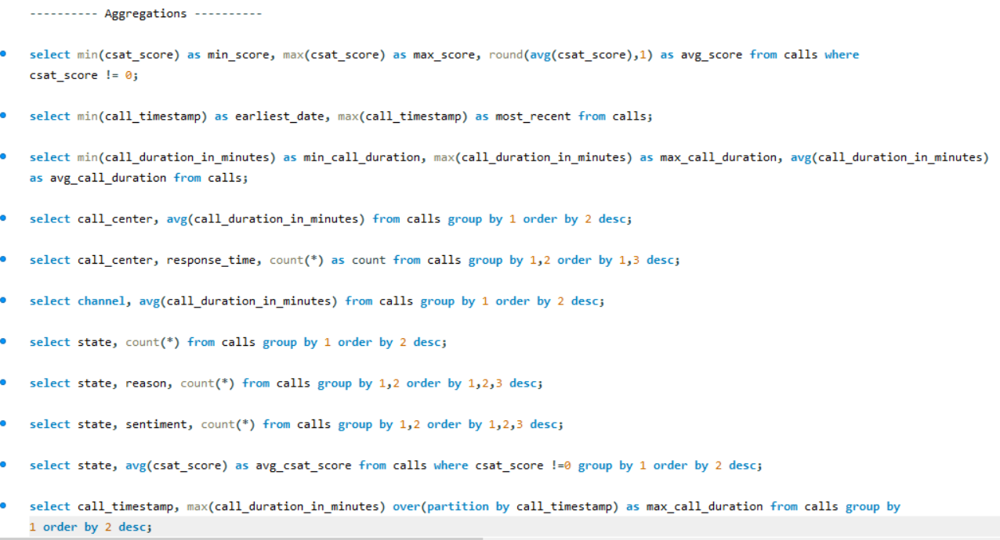 ---------- Aggregations ----------
select min(csat_score) as min_score, max(csat_score) as max_score, round(avg(csat_score),1) as avg_score from calls where
csat_score != 0;
select min(call_timestamp) as earliest_date, max(call_timestamp) as most_recent from calls;
select min(call_duration_in_minutes) as min_call_duration, max(call_duration_in_minutes) as max_call_duration, avg(call_duration_in_minutes)
as avg_call_duration from calls;
select call_center, avg(call_duration_in_minutes) from calls group by 1 order by 2 desc;
select call_center, response_time, count(*) as count from calls group by 1,2 order by 1,3 desc;
select channel, avg(call_duration_in_minutes) from calls group by 1 order by 2 desc;
select state, count(*) from calls group by 1 order by 2 desc;
select state, reason, count(*) from calls group by 1,2 order by 1,2,3 desc;
select state, sentiment, count(*) from calls group by 1,2 order by 1,2,3 desc;
select state, avg(csat_score) as avg_csat_score from calls where csat_score !=0 group by 1 order by 2 desc;
select call_timestamp, max(call_duration_in_minutes) over(partition by call_timestamp) as max_call_duration from calls group by
1 order by 2 desc;